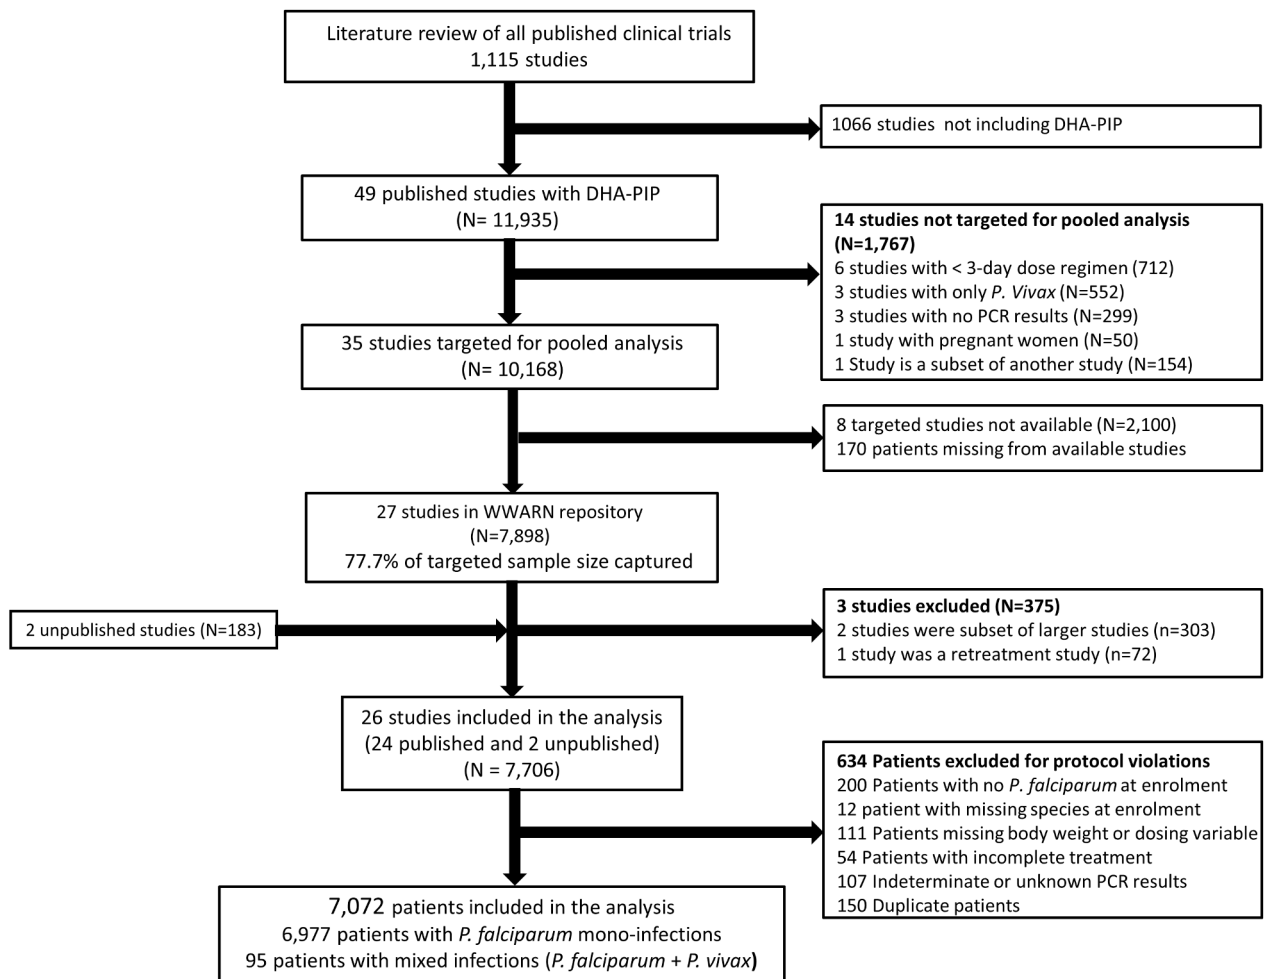 Literature review of all published clinical trials
1,115 studies
1066 studies not including DHA-PIP
49 published studies with DHA-PIP
(N= 11,935)
14 studies not targeted for pooled analysis
(N=1,767)
6 studies with < 3-day dose regimen (712)
3 studies with only P. Vivax (N=552)
3 studies with no PCR results (N=299)
1 study with pregnant women (N=50)
1 Study is a subset of another study (N=154)
35 studies targeted for pooled analysis
(N= 10,168)
8 targeted studies not available (N=2,100)
170 patients missing from available studies
27 studies in WWARN repository
(N=7,898)
77.7% of targeted sample size captured
2 unpublished studies (N=183)
3 studies excluded (N=375)
2 studies were subset of larger studies (n=303)
1 study was a retreatment study (n=72)
26 studies included in the analysis
(24 published and 2 unpublished)
(N = 7,706)
634 Patients excluded for protocol violations
200 Patients with no P. falciparum at enrolment
12 patient with missing species at enrolment
111 Patients missing body weight or dosing variable
54 Patients with incomplete treatment
107 Indeterminate or unknown PCR results
150 Duplicate patients
7,072 patients included in the analysis
6,977 patients with P. falciparum mono-infections
95 patients with mixed infections (P. falciparum + P. vivax)